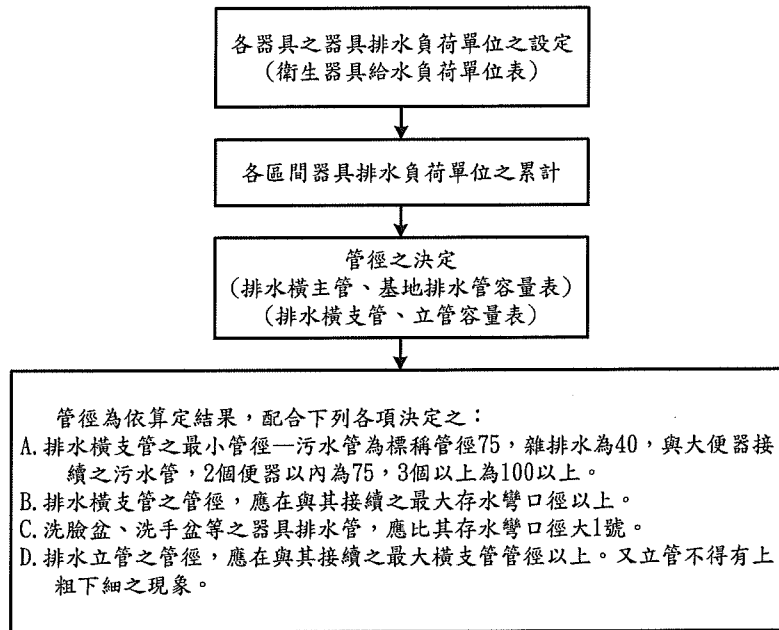 各器具之器具排水負荷單位之設定
(衛生器具給水負荷單位表)
各區間器具排水負荷單位之累計
管徑之決定
(排水橫主管、基地排水管容量表)
(排水橫支管、立管容量表)
管徑為依算定結果，配合下列各項決定之：
A.排水橫支管之最小管徑—污水管為標稱管徑75，雜排水為40，與大便器接
續之污水管，2個便器以內為75，3個以上為100以上。
B.排水橫支管之管徑，應在與其接續之最大存水彎口徑以上。
C.洗臉盆、洗手盆等之器具排水管，應比其存水彎口徑大1號。
D.排水立管之管徑，應在與其接續之最大橫支管管徑以上。又立管不得有上
粗下細之現象。